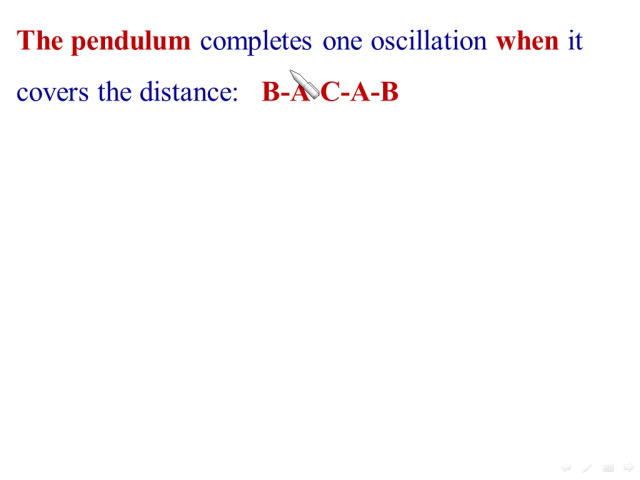 The pendulum completes one oscillation when it
covers the distance: B-A C-A-B